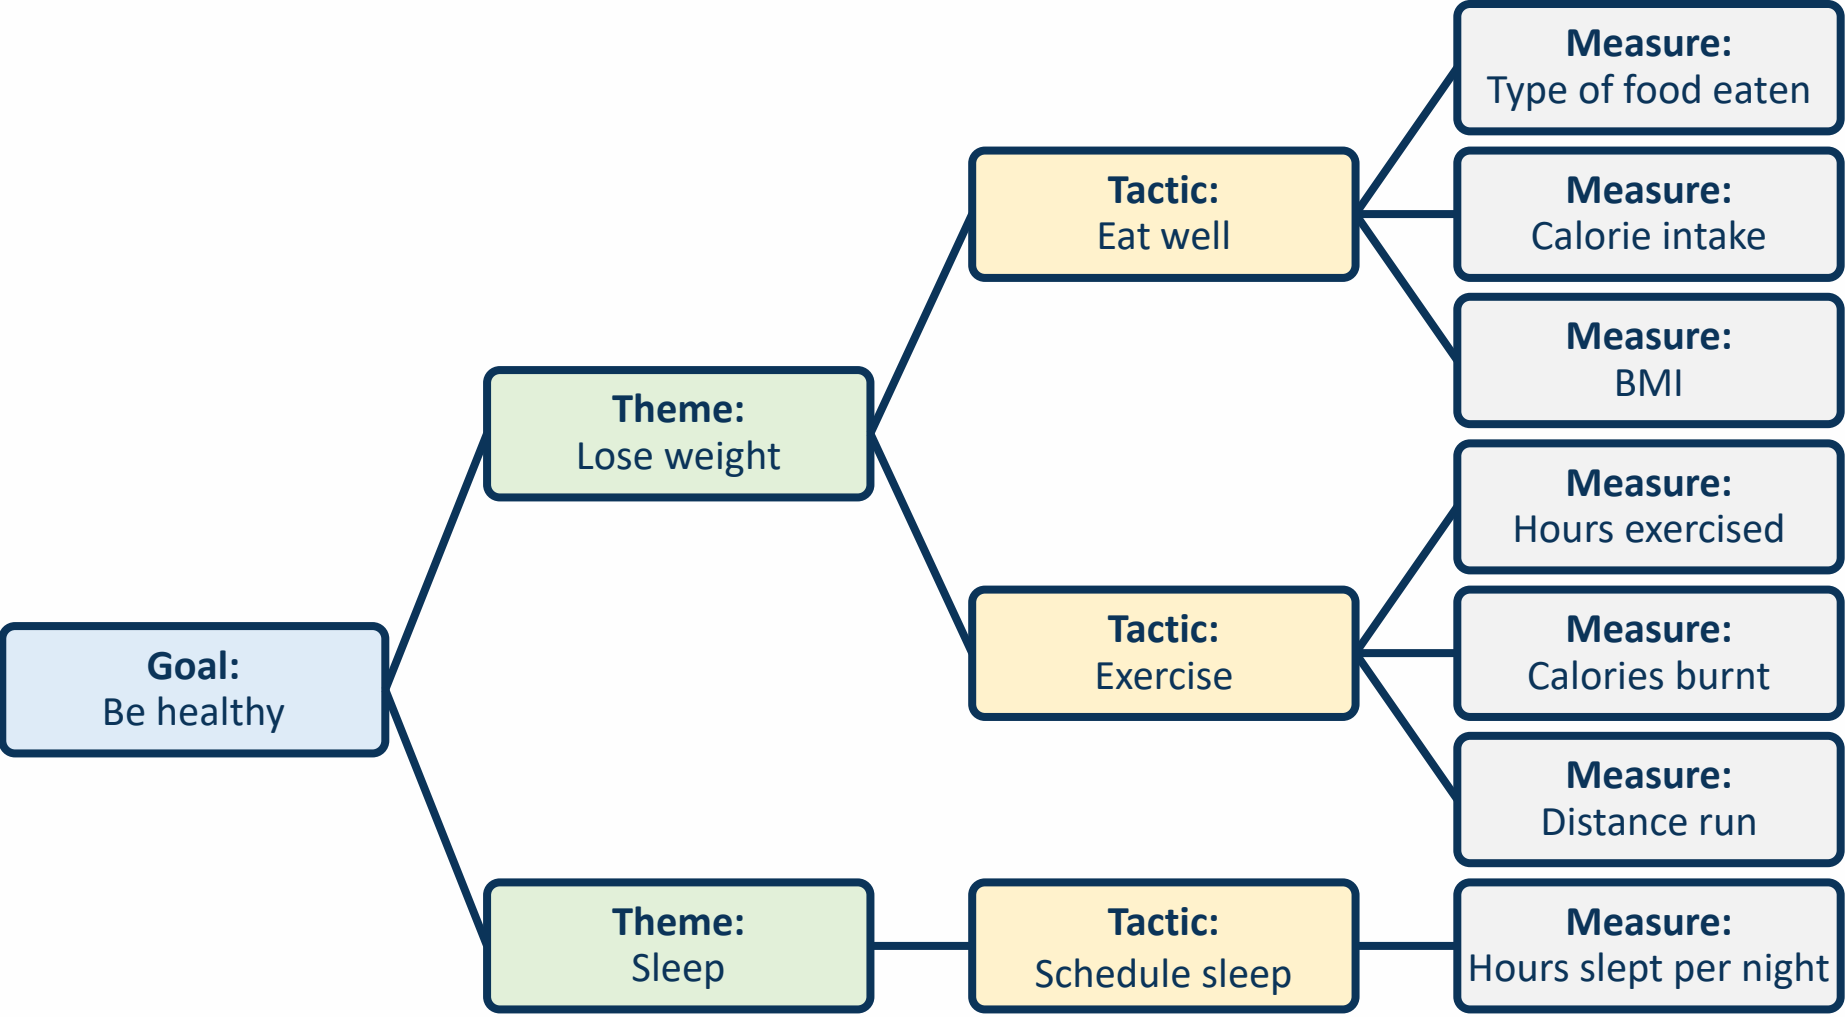 Goal:
Be healthy
Theme:
Lose weight
Tactic:
Eat well
Measure:
Type of food eaten
Measure:
Calorie intake
Measure:
BMI
Tactic:
Exercise
Measure:
Hours exercised
Measure:
Calories burnt
Measure:
Distance run
Theme:
Sleep
Tactic:
Schedule sleep
Measure:
Hours slept per night